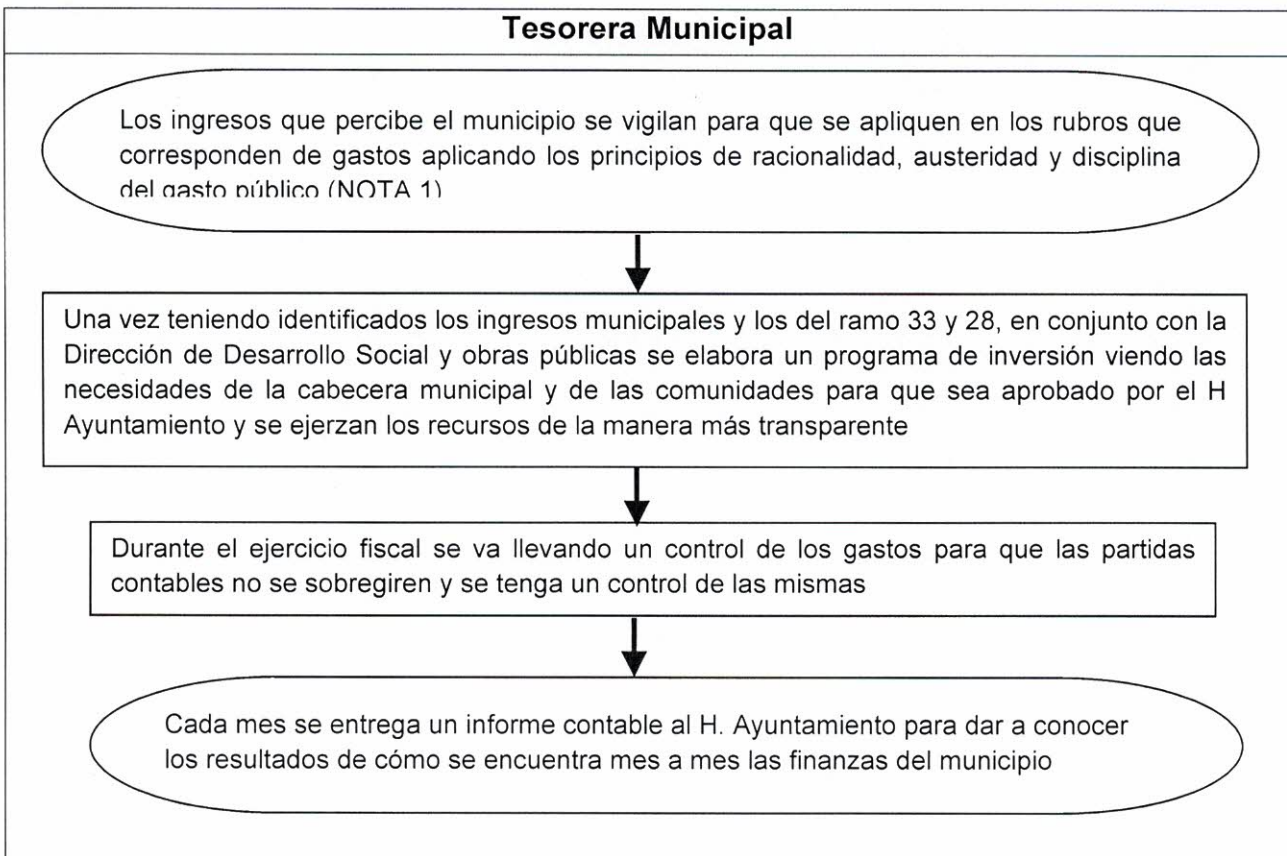 Tesorera Municipal
Los ingresos que percibe el municipio se vigilan para que se apliquen en los rubros que
corresponden de gastos aplicando los principios de racionalidad, austeridad y disciplina
del gasto público (NOTA 1)
Una vez teniendo identificados los ingresos municipales y los del ramo 33 y 28, en conjunto con la
Dirección de Desarrollo Social y obras públicas se elabora un programa de inversión viendo las
necesidades de la cabecera municipal y de las comunidades para que sea aprobado por el H
Ayuntamiento y se ejerzan los recursos de la manera más transparente
Durante el ejercicio fiscal se va llevando un control de los gastos para que las partidas
contables no se sobregiren y se tenga un control de las mismas
Cada mes se entrega un informe contable al H. Ayuntamiento para dar a conocer
los resultados de cómo se encuentra mes a mes las finanzas del municipio